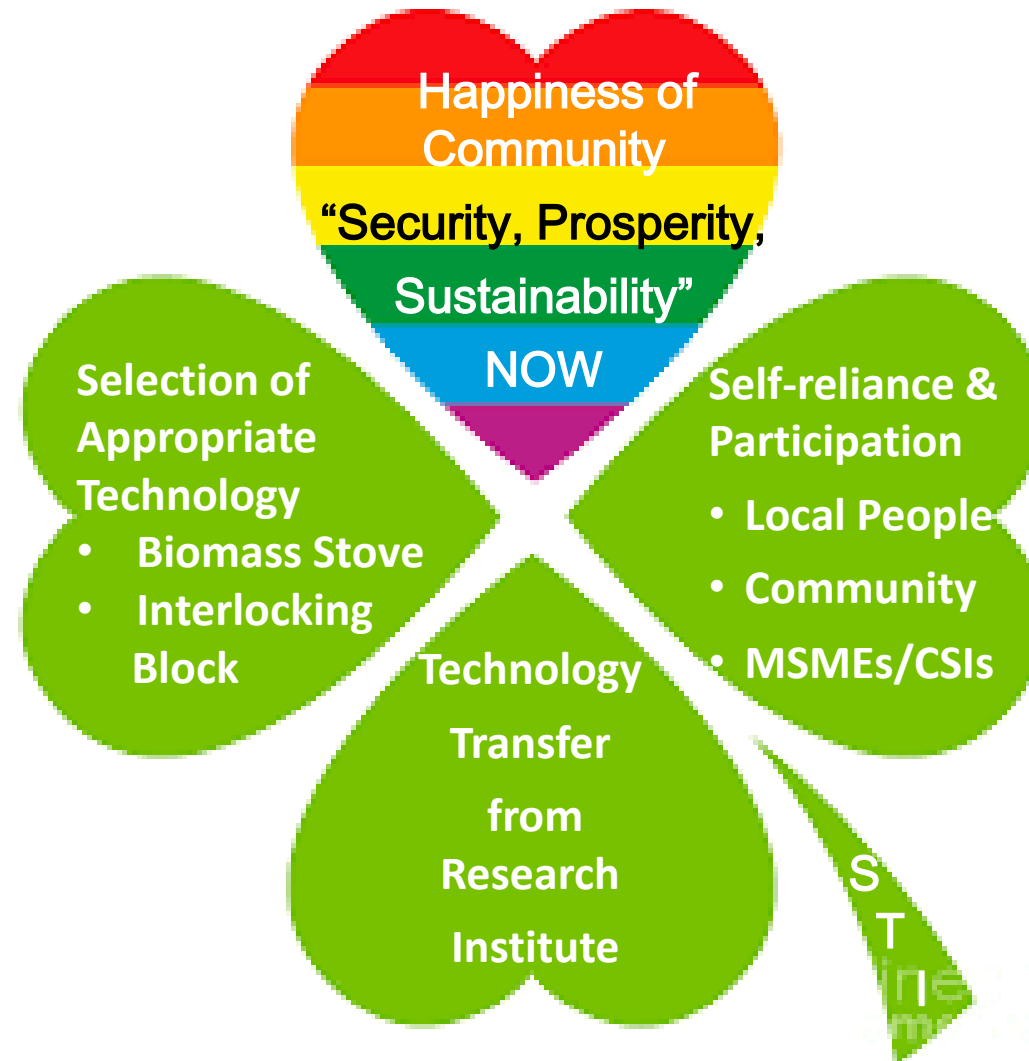 Happiness of
Community
“Security, Prosperity,
Sustainability”
NOW
Selection of
Appropriate
Technology
• Biomass Stove
• Interlocking
Block
Self-reliance &
Participation
• Local People
• Community
• MSMEs/CSIs
Technology
Transfer
from
Research
Institute
S
T
I